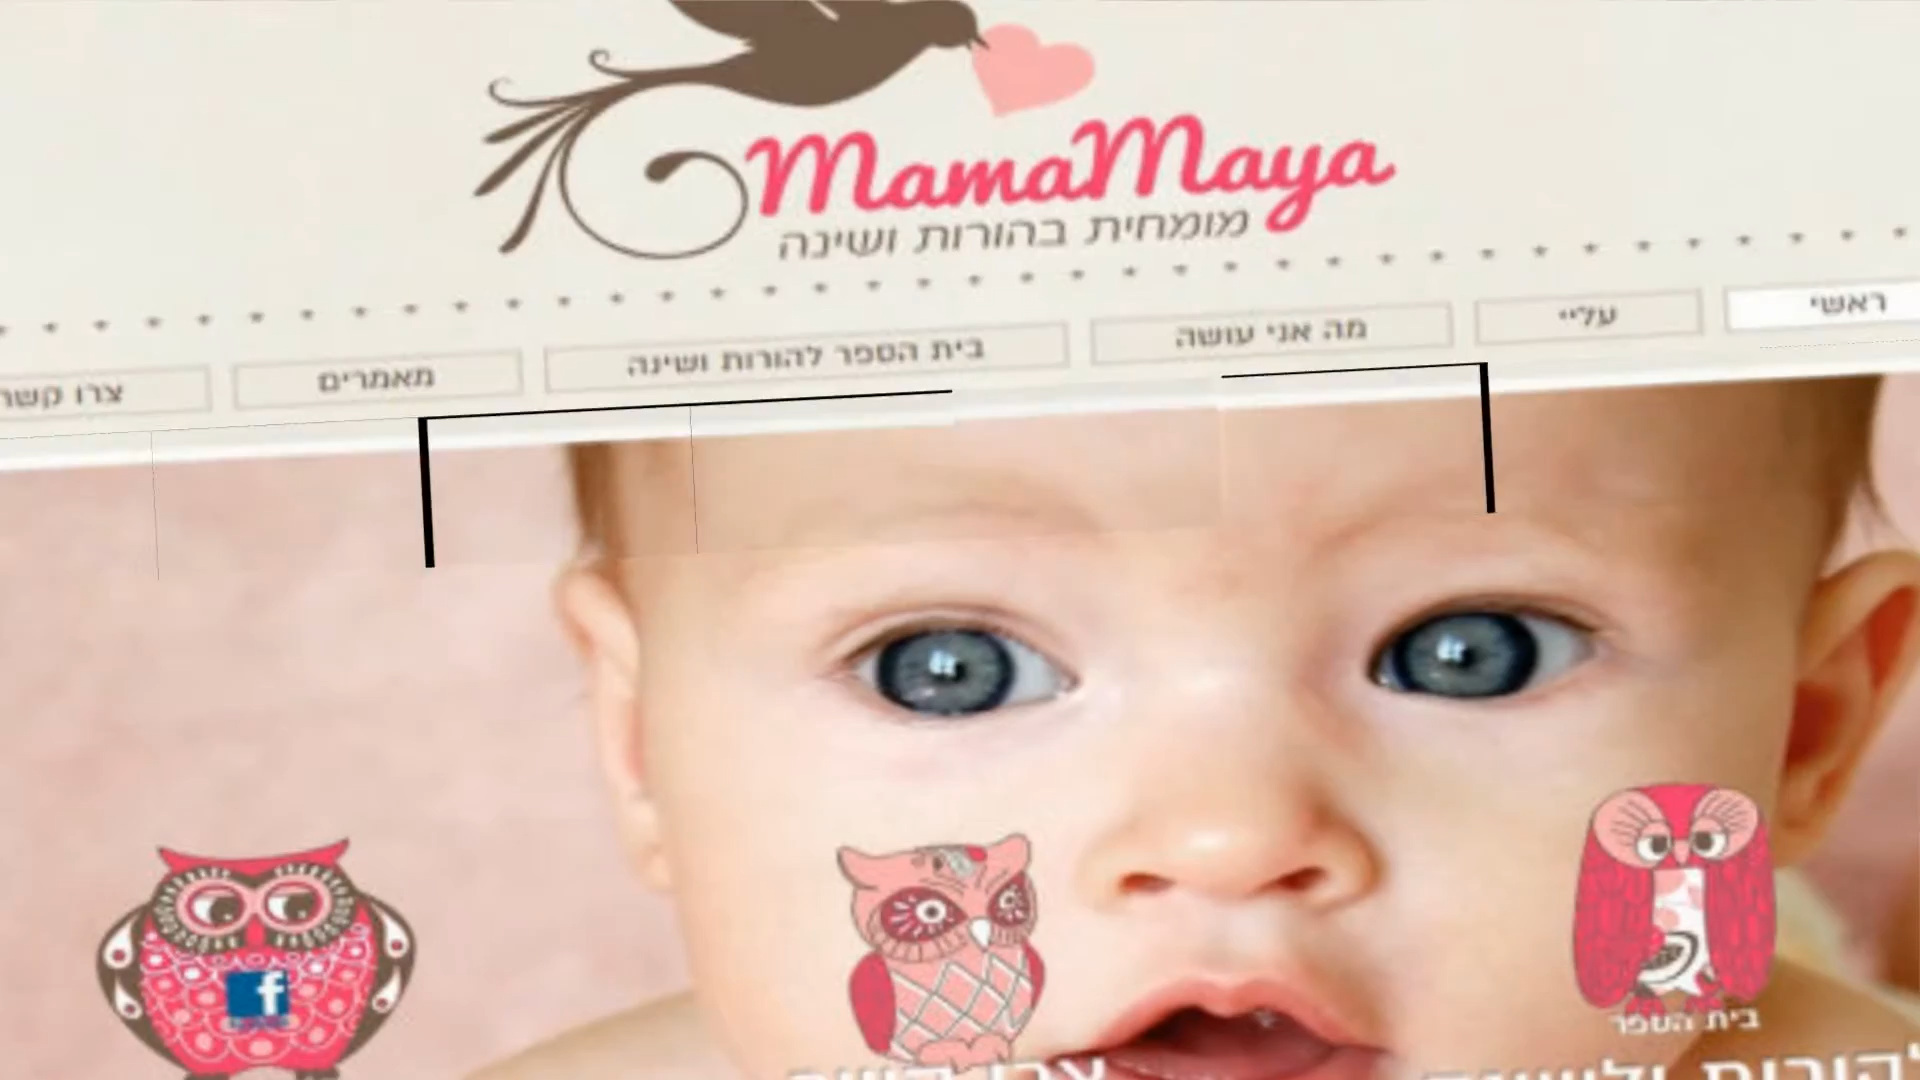 MamaMaya
מומחית בהורות ושינה
ראשי
עליי
מה אני עושה
בית הספר להורות ושינה
מאמרים
צרו קשר
f
בית הספר